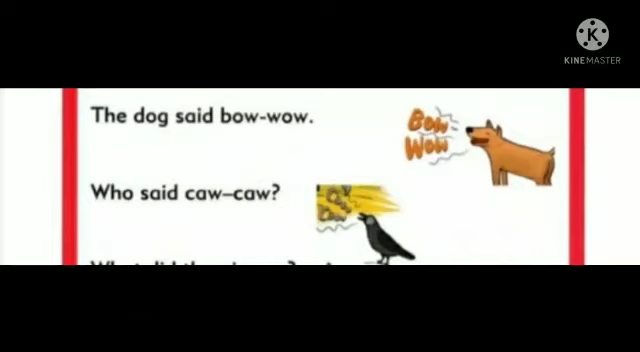 KINEMASTER
The dog said bow-wow.
BOW-
WOW
Who said caw–caw?